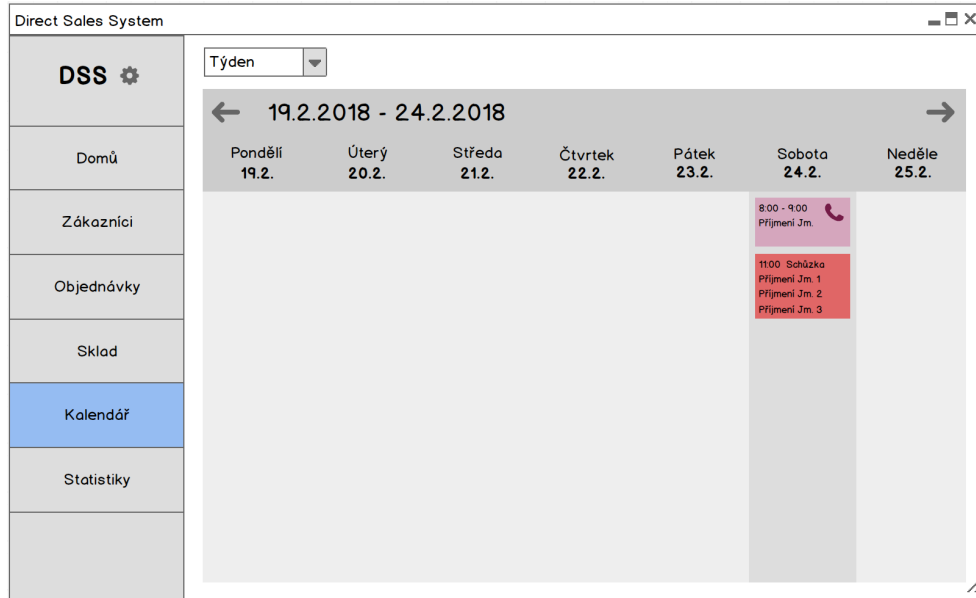 Direct Sales System
DSS
Domů
Zákazníci
Objednávky
Sklad
Kalendář
Statistiky
Týden
19.2.2018 - 24.2.2018
Pondělí Úterý Středa Čtvrtek Pátek Sobota Neděle
19.2. 20.2. 21.2. 22.2. 23.2. 24.2. 25.2.
8:00 - 9:00
Příjmení Jm.
11:00 Schůzka
Příjmení Jm. 1
Příjmení Jm. 2
Příjmení Jm. 3